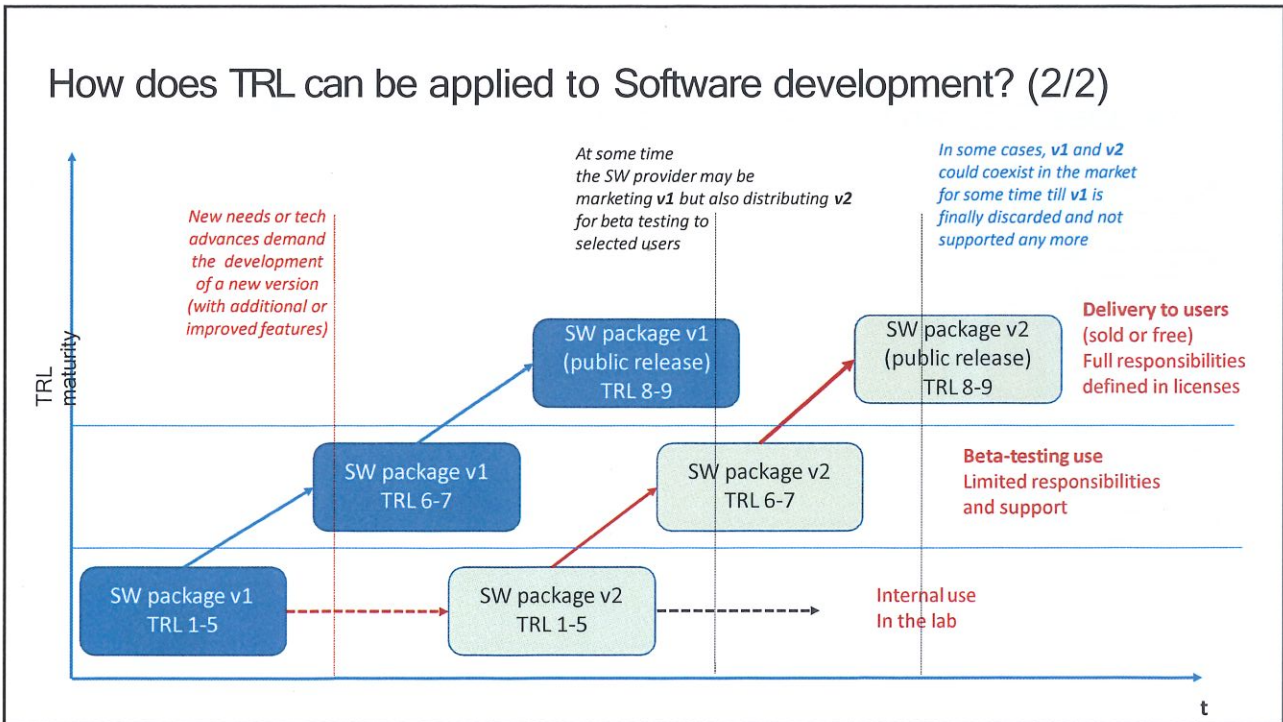 How does TRL can be applied to Software development? (2/2)
At some time
the SW provider may be
marketing v1 but also distributing v2
for beta testing to
selected users
In some cases, v1 and v2
could coexist in the market
for some time till v1 is
finally discarded and not
supported any more
New needs or tech
advances demand
the development
of a new version
(with additional or
improved features)
TRL
maturity
SW package v1
(public release)
TRL 8-9
SW package v2
(public release)
TRL 8-9
Delivery to users
(sold or free)
Full responsibilities
defined in licenses
SW package v1
TRL 6-7
SW package v2
TRL 6-7
Beta-testing use
Limited responsibilities
and support
SW package v1
TRL 1-5
SW package v2
TRL 1-5
Internal use
In the lab
t